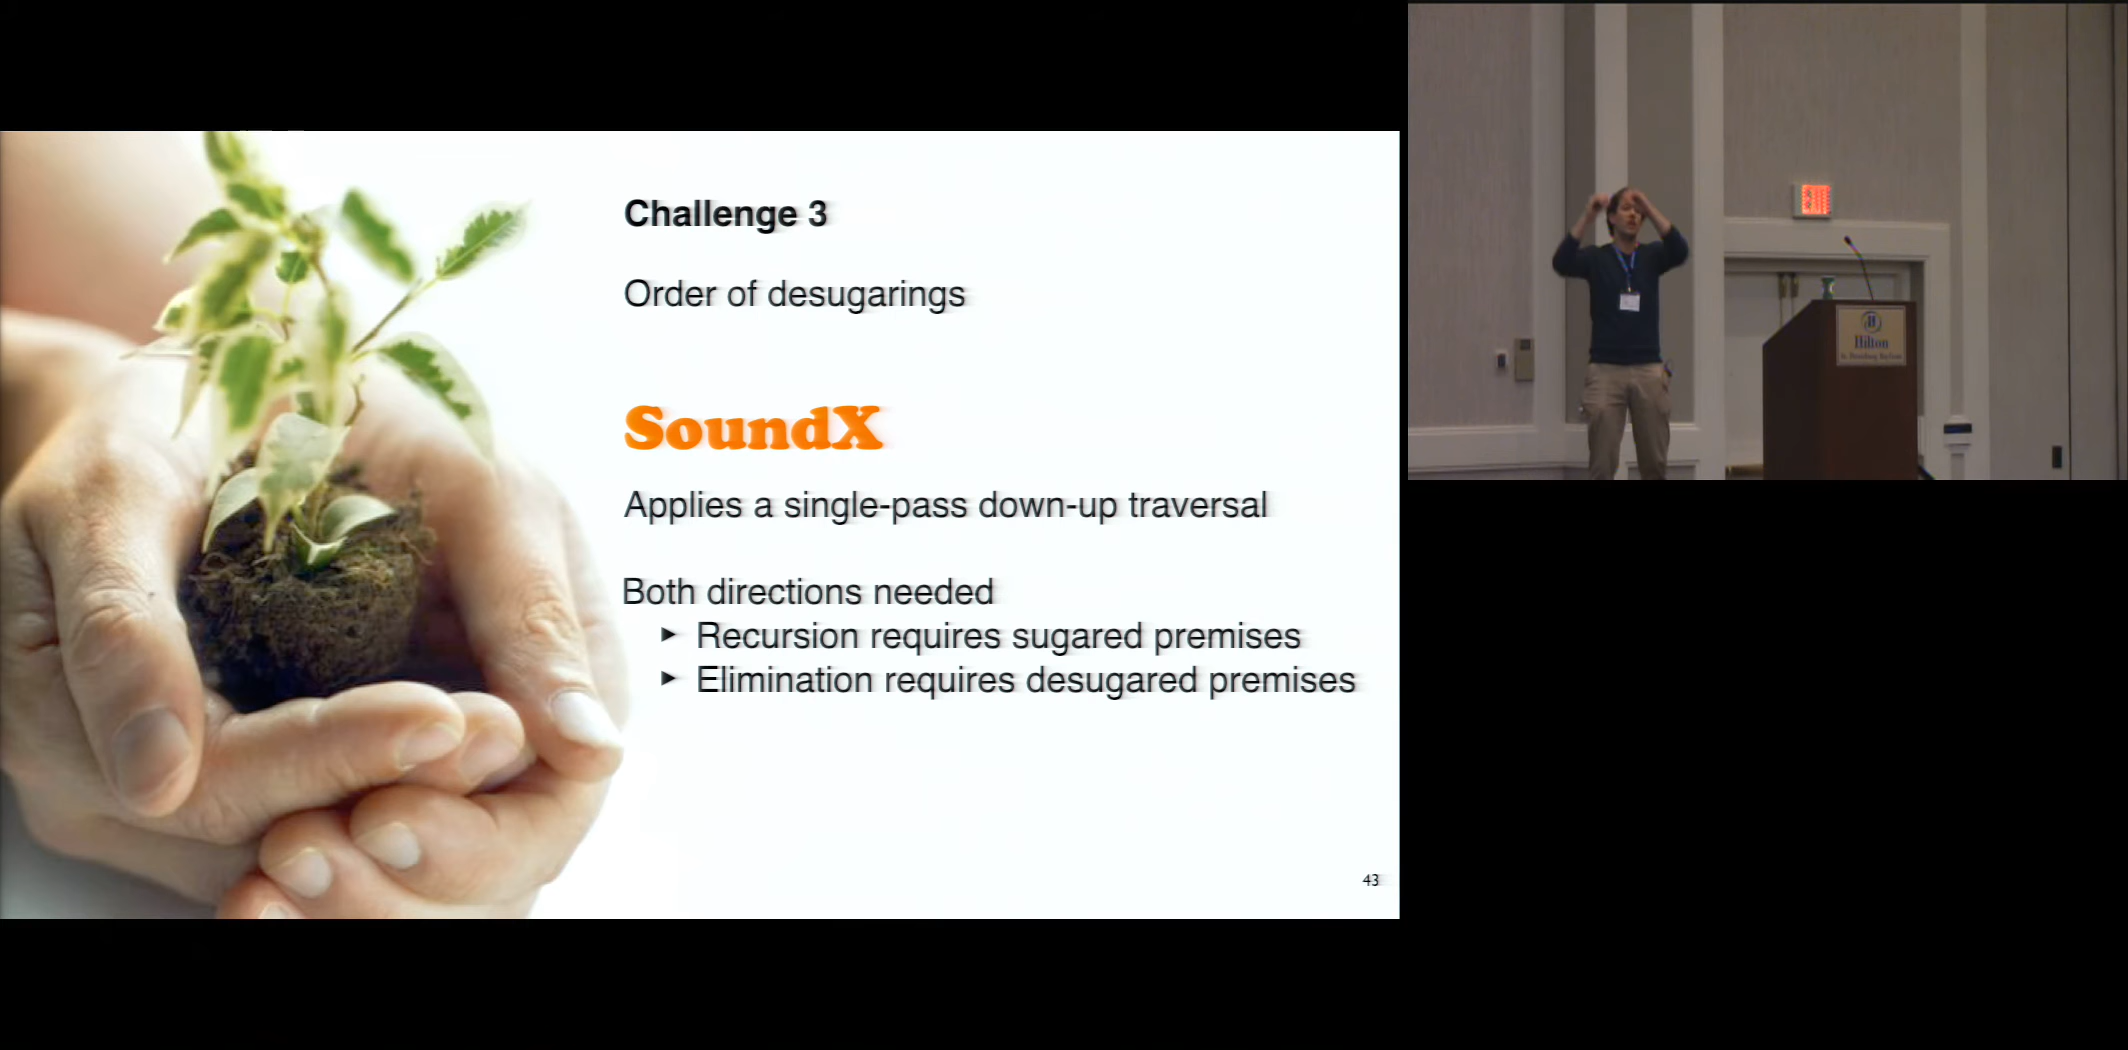 Challenge 3
Order of desugarings
SoundX
Applies a single-pass down-up traversal
Both directions needed
► Recursion requires sugared premises
► Elimination requires desugared premises
43
Hilton